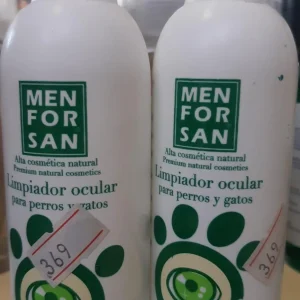 MEN
FOR
SAN
Alta cosmética natural
Premium natural cosmetics
Limpiador ocular
para perros y gatos
369
MEN
FOR
SAN
Alta cosmética natural
Premium natural cosmetics
Limpiador ocular
para perros y gatos
369